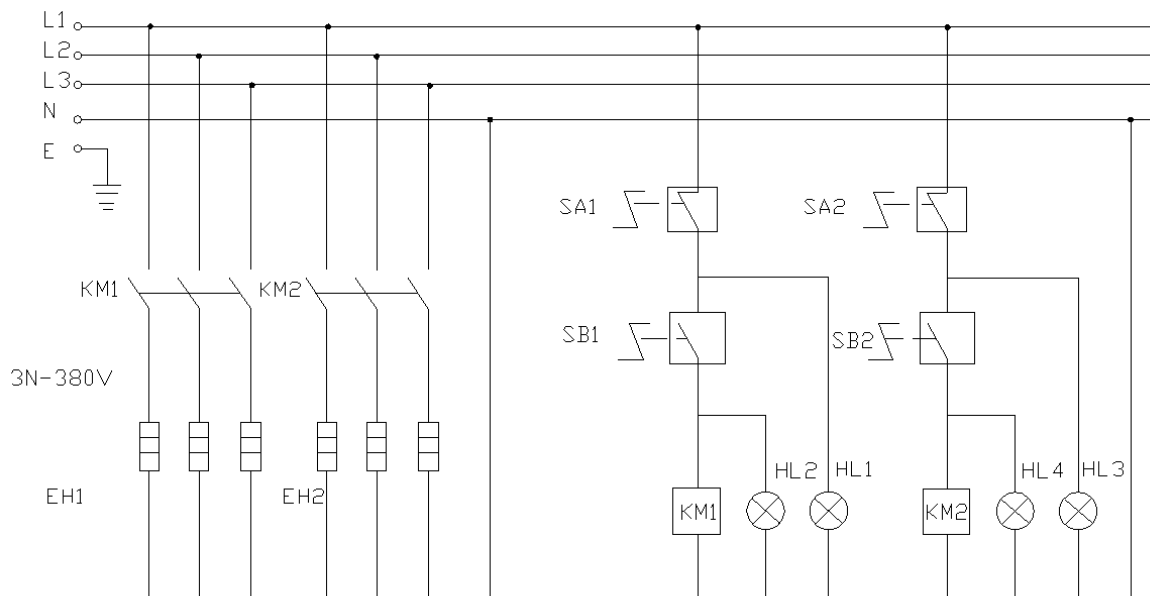 L1
L2
L3
N
E
SA1
SA2
KM1
KM2
SB1
SB2
3N-380V
HL2
HL1
HL4
HL3
EH1
EH2
KM1
KM2